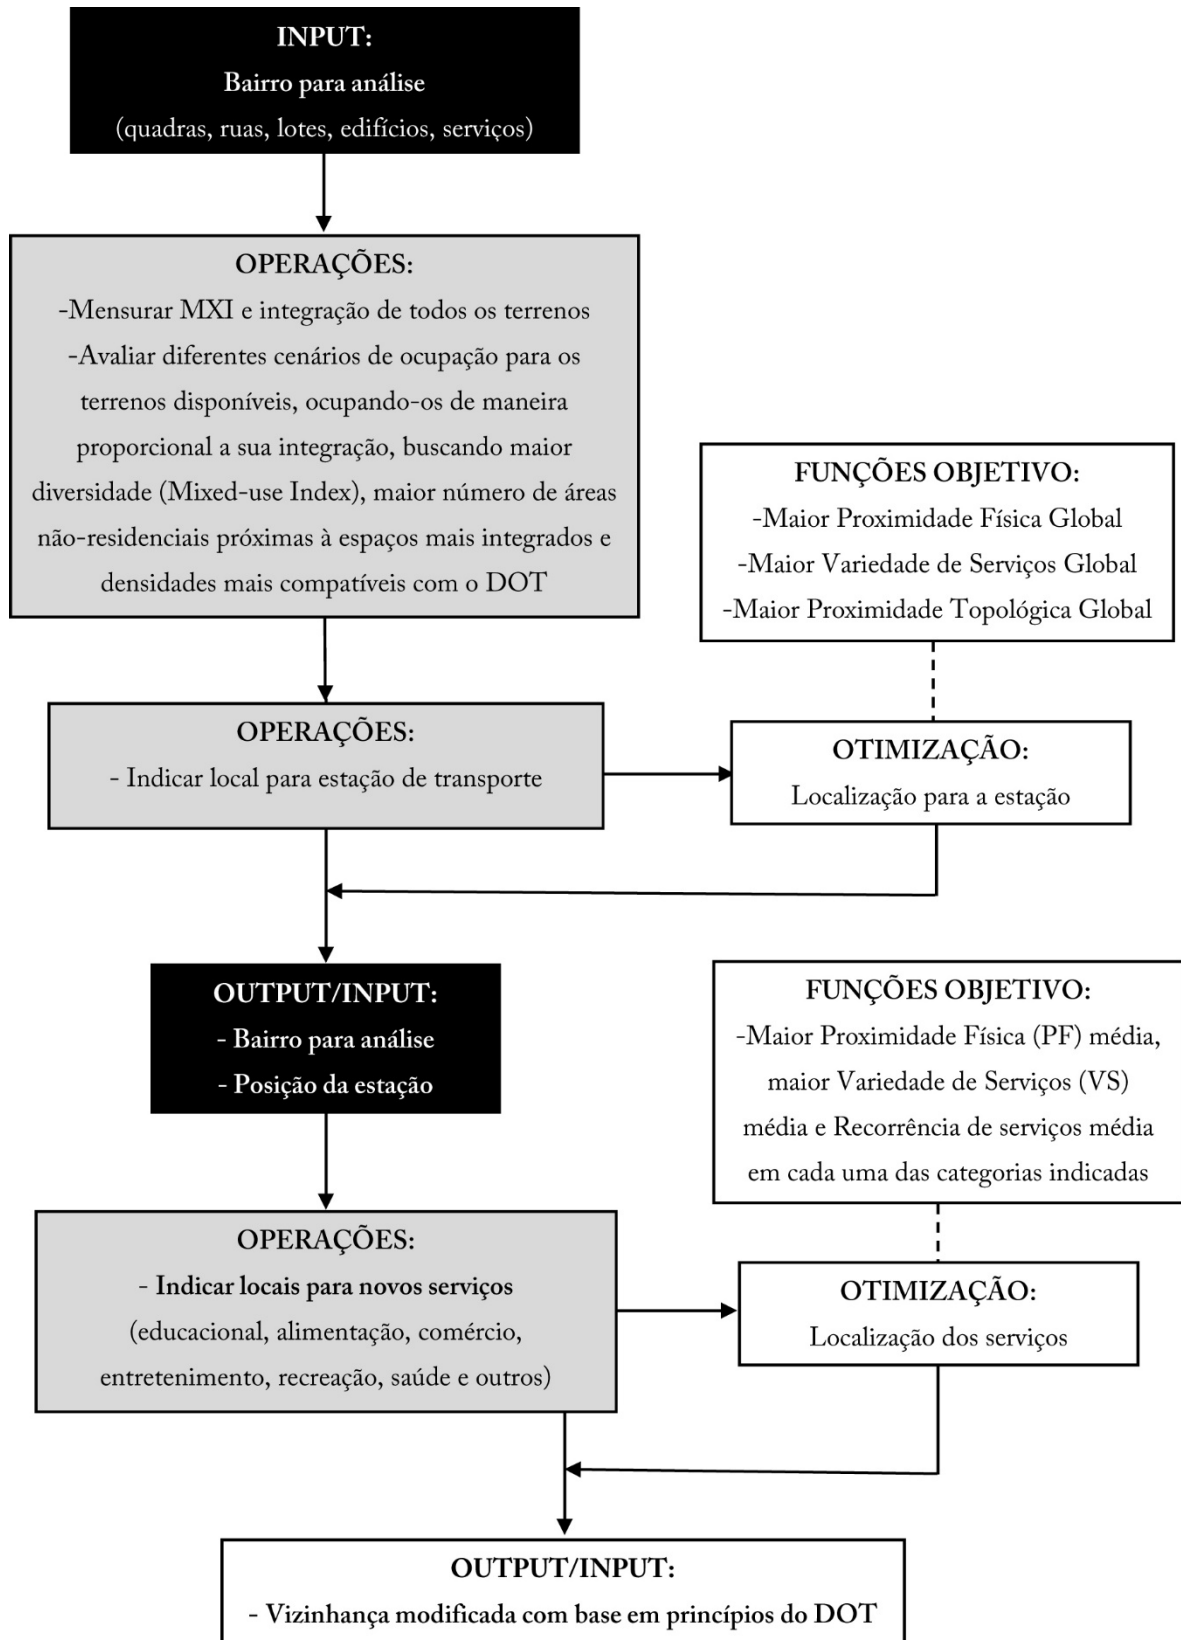 INPUT:
Bairro para análise
(quadras, ruas, lotes, edifícios, serviços)
OPERAÇÕES:
-Mensurar MXI e integração de todos os terrenos
-Avaliar diferentes cenários de ocupação para os
terrenos disponíveis, ocupando-os de maneira
proporcional a sua integração, buscando maior
diversidade (Mixed-use Index), maior número de áreas
não-residenciais próximas à espaços mais integrados e
densidades mais compatíveis com o DOT
FUNÇÕES OBJETIVO:
-Maior Proximidade Física Global
-Maior Variedade de Serviços Global
-Maior Proximidade Topológica Global
OPERAÇÕES:
- Indicar local para estação de transporte
OTIMIZAÇÃO:
Localização para a estação
OUTPUT/INPUT:
- Bairro para análise
- Posição da estação
FUNÇÕES OBJETIVO:
-Maior Proximidade Física (PF) média,
maior Variedade de Serviços (VS)
média e Recorrência de serviços média
em cada uma das categorias indicadas
OPERAÇÕES:
- Indicar locais para novos serviços
(educacional, alimentação, comércio,
entretenimento, recreação, saúde e outros)
OTIMIZAÇÃO:
Localização dos serviços
OUTPUT/INPUT:
- Vizinhança modificada com base em princípios do DOT